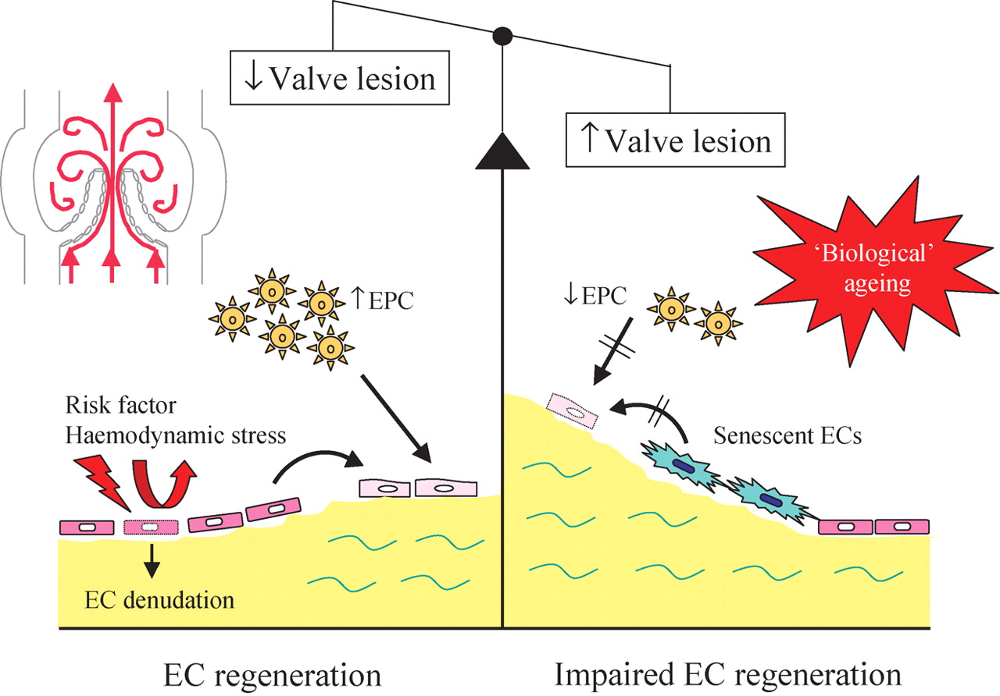 ↓Valve lesion
↑Valve lesion
‘Biological’
ageing
↑EPC
↓EPC
Risk factor
Haemodynamic stress
Senescent ECs
EC denudation
EC regeneration
Impaired EC regeneration